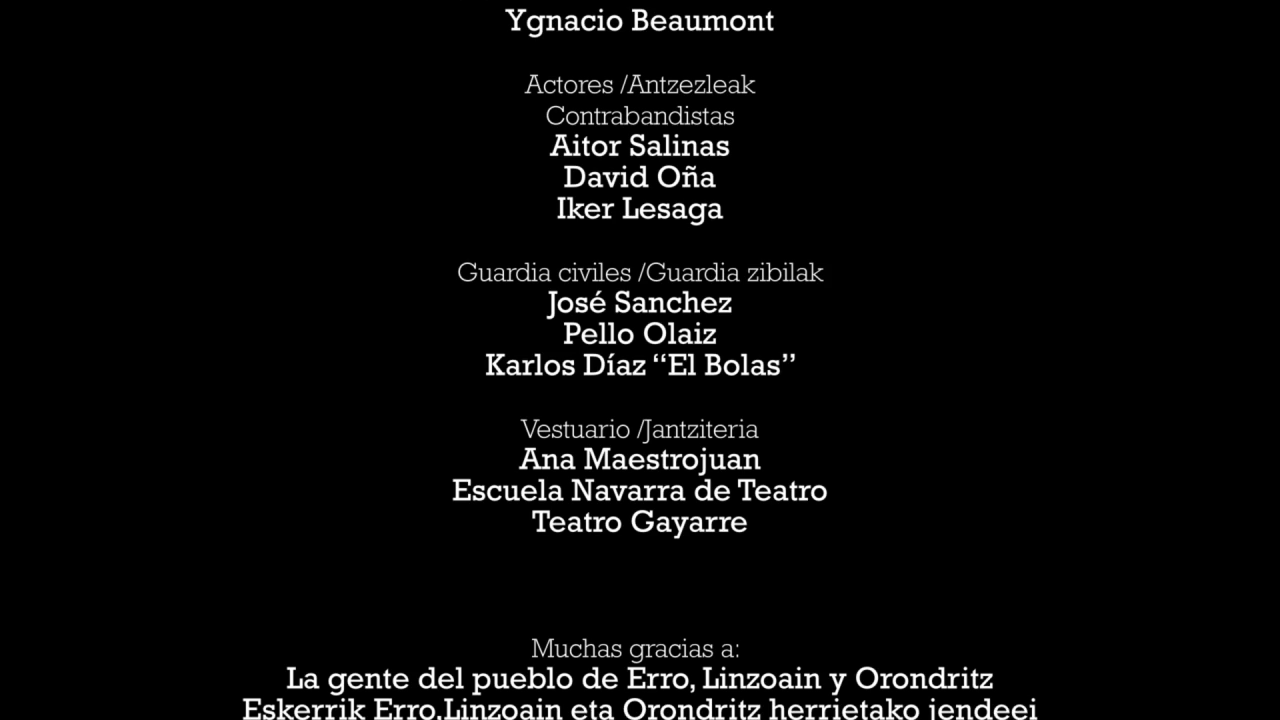 Ygnacio Beaumont
Actores /Antzezleak
Contrabandistas
Aitor Salinas
David Oña
Iker Lesaga
Guardia civiles /Guardia zibilak
José Sanchez
Pello Olaiz
Karlos Díaz “El Bolas”
Vestuario /Jantziteria
Ana Maestrojuan
Escuela Navarra de Teatro
Teatro Gayarre
Muchas gracias a:
La gente del pueblo de Erro, Linzoain y Orondritz
Eskerrik Erro,Linzoain eta Orondritz herrietako jendeei